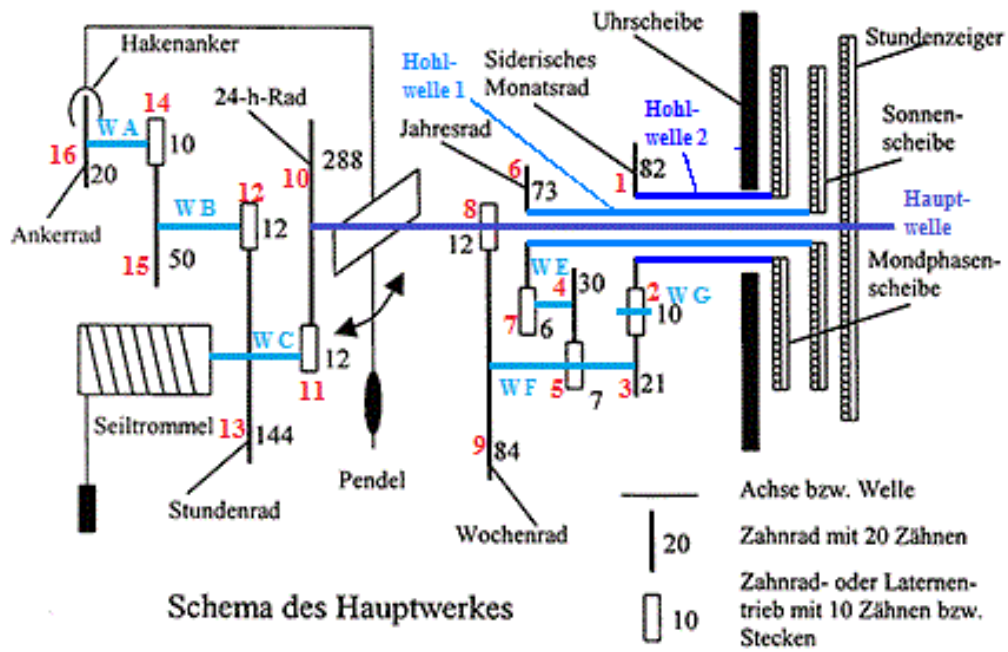 Hakenanker
14
WA
10
16
20
Ankerrad
24-h-Rad
10
288
12
WB
12
15
50
WC
12
11
Seiltrommel
13
144
Stundenrad
Pendel
Uhrscheibe
Stundenzeiger
Siderisches
Monatsrad
Hohl-
welle 1
Jahresrad
6
73
1
82
Hohl-
welle 2
Sonnen-
scheibe
8
12
Haupt-
welle
Mondphasen-
scheibe
WE
4
30
7
6
2
WG
10
WF
5
7
3
21
9
84
Wochenrad
Achse bzw. Welle
20
Zahnrad mit 20 Zähnen
10
Zahnrad- oder Laternen-
trieb mit 10 Zähnen bzw.
Stecken
Schema des Hauptwerkes